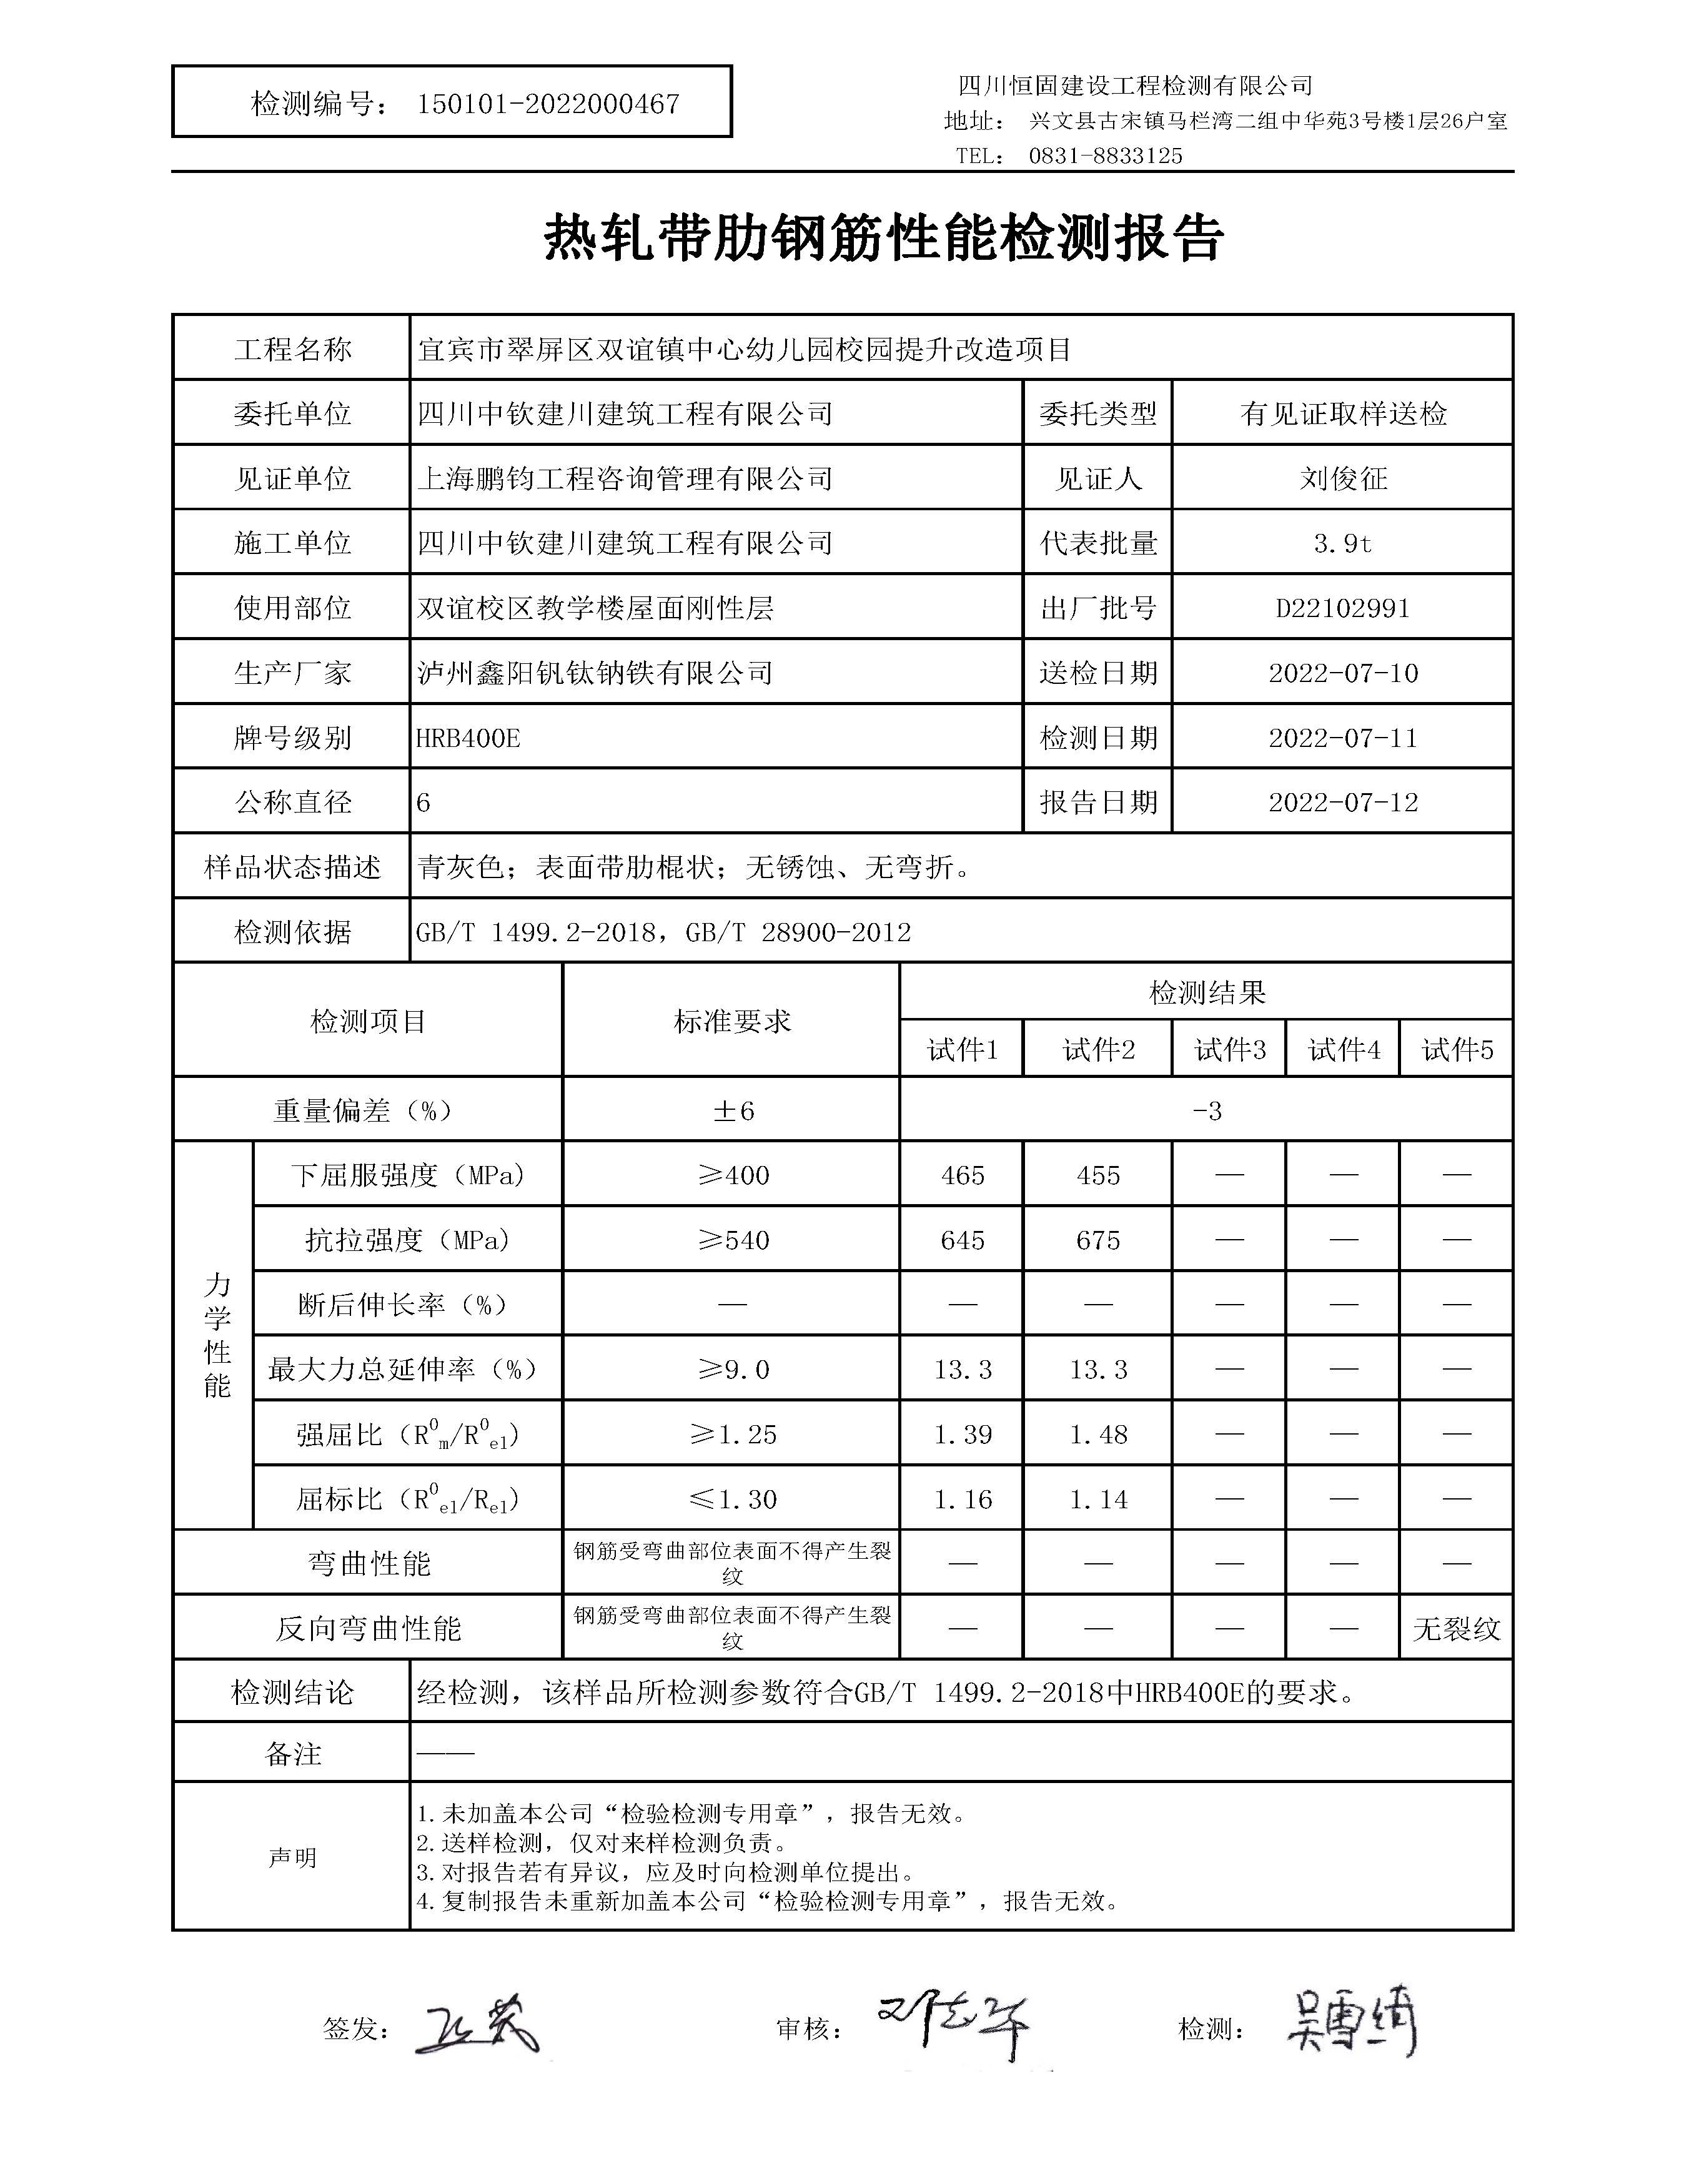 检测编号： 150101-2022000467
四川恒固建设工程检测有限公司
地址： 兴文县古宋镇马栏湾二组中华苑3号楼1层26户室
TEL： 0831-8833125
热轧带肋钢筋性能检测报告
工程名称 宜宾市翠屏区双谊镇中心幼儿园校园提升改造项目
委托单位 四川中钦建川建筑工程有限公司 委托类型 有见证取样送检
见证单位 上海鹏钧工程咨询管理有限公司 见证人 刘俊征
施工单位 四川中钦建川建筑工程有限公司 代表批量 3.9t
使用部位 双谊校区教学楼屋面刚性层 出厂批号 D22102991
生产厂家 泸州鑫阳钒钛钠铁有限公司 送检日期 2022-07-10
牌号级别 HRB400E 检测日期 2022-07-11
公称直径 6 报告日期 2022-07-12
样品状态描述 青灰色；表面带肋棍状；无锈蚀、无弯折。
检测依据 GB/T 1499.2-2018，GB/T 28900-2012
检测项目 标准要求 检测结果
试件1 试件2 试件3 试件4 试件5
重量偏差（%） ±6 -3
力学性能
下屈服强度（MPa） ≥400 465 455 — — —
抗拉强度（MPa） ≥540 645 675 — — —
断后伸长率（%） — — — — — —
最大力总延伸率（%） ≥9.0 13.3 13.3 — — —
强屈比（R⁰m/R⁰el） ≥1.25 1.39 1.48 — — —
屈标比（R⁰el/Rel） ≤1.30 1.16 1.14 — — —
弯曲性能 钢筋受弯曲部位表面不得产生裂纹 — — — — —
反向弯曲性能 钢筋受弯曲部位表面不得产生裂纹 — — — — 无裂纹
检测结论 经检测，该样品所检测参数符合GB/T 1499.2-2018中HRB400E的要求。
备注 ——
声明
1.未加盖本公司“检验检测专用章”，报告无效。
2.送样检测，仅对来样检测负责。
3.对报告若有异议，应及时向检测单位提出。
4.复制报告未重新加盖本公司“检验检测专用章”，报告无效。
签发： 审核： 检测： 吴雪绮